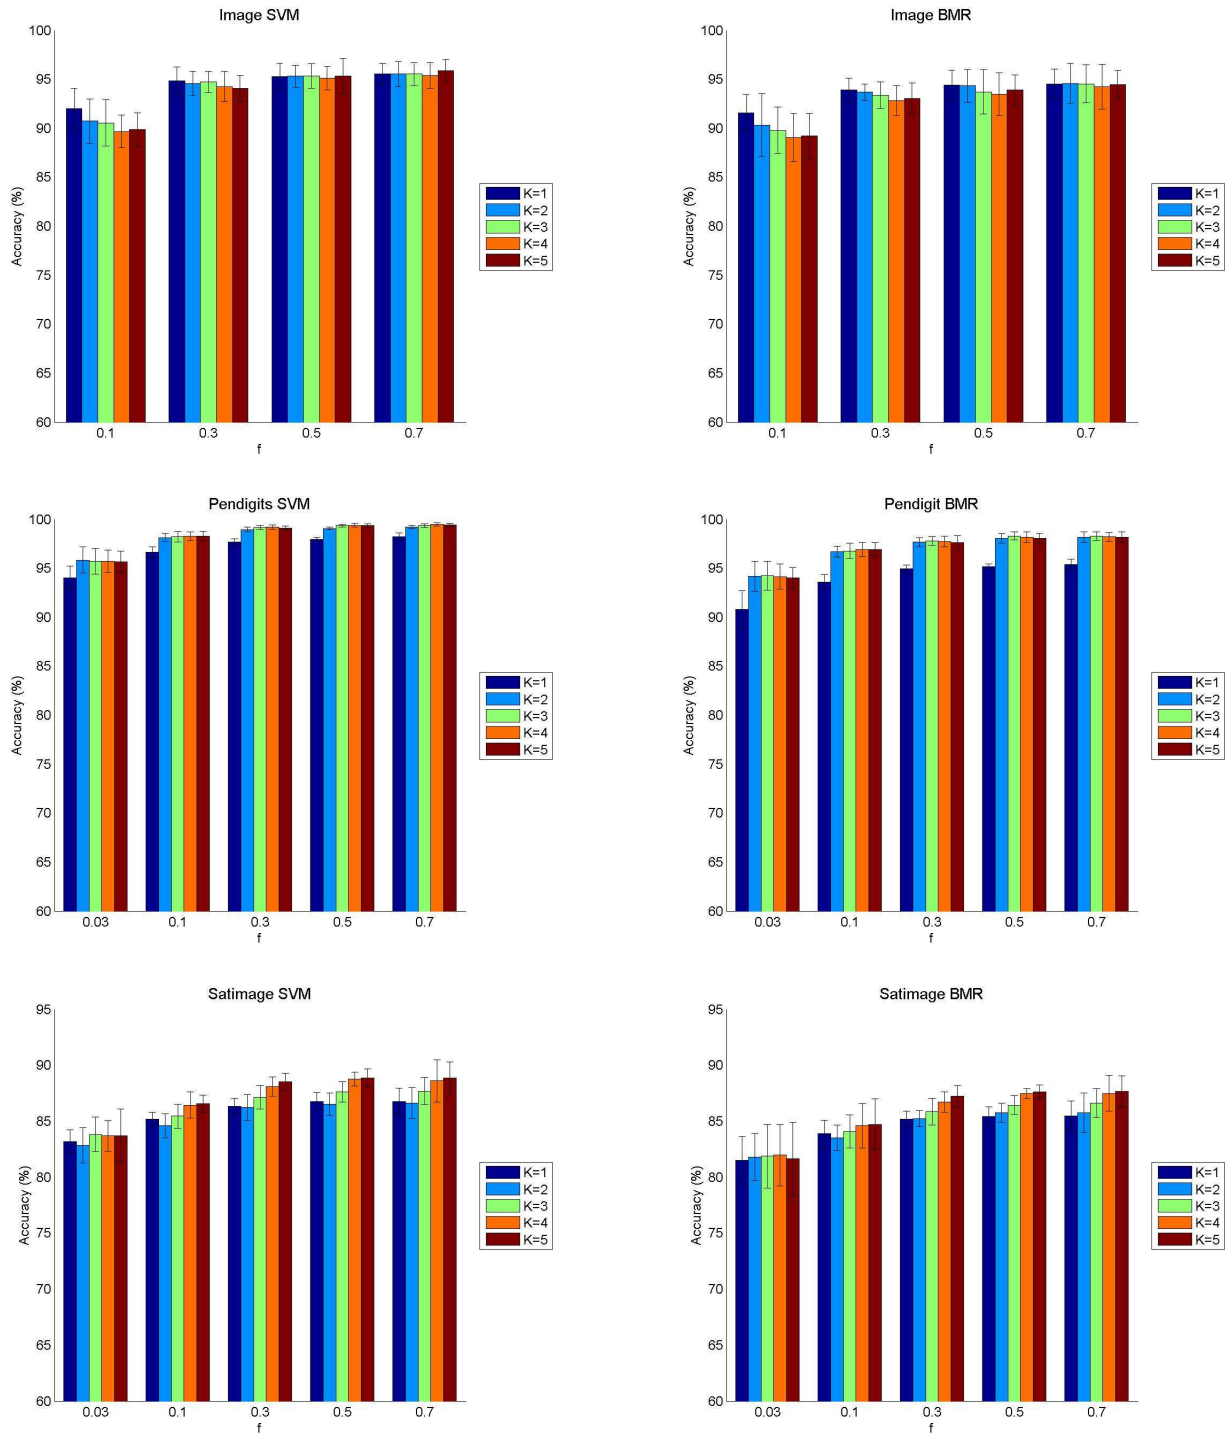 Image SVM
100
95
90
85
80
75
70
65
60
Accuracy (%)
0.1 0.3 0.5 0.7
f
K=1
K=2
K=3
K=4
K=5
Image BMR
100
95
90
85
80
75
70
65
60
Accuracy (%)
0.1 0.3 0.5 0.7
f
K=1
K=2
K=3
K=4
K=5
Pendigits SVM
100
95
90
85
80
75
70
65
60
Accuracy (%)
0.03 0.1 0.3 0.5 0.7
f
K=1
K=2
K=3
K=4
K=5
Pendigit BMR
100
95
90
85
80
75
70
65
60
Accuracy (%)
0.03 0.1 0.3 0.5 0.7
f
K=1
K=2
K=3
K=4
K=5
Satimage SVM
95
90
85
80
75
70
65
60
Accuracy (%)
0.03 0.1 0.3 0.5 0.7
f
K=1
K=2
K=3
K=4
K=5
Satimage BMR
95
90
85
80
75
70
65
60
Accuracy (%)
0.03 0.1 0.3 0.5 0.7
f
K=1
K=2
K=3
K=4
K=5